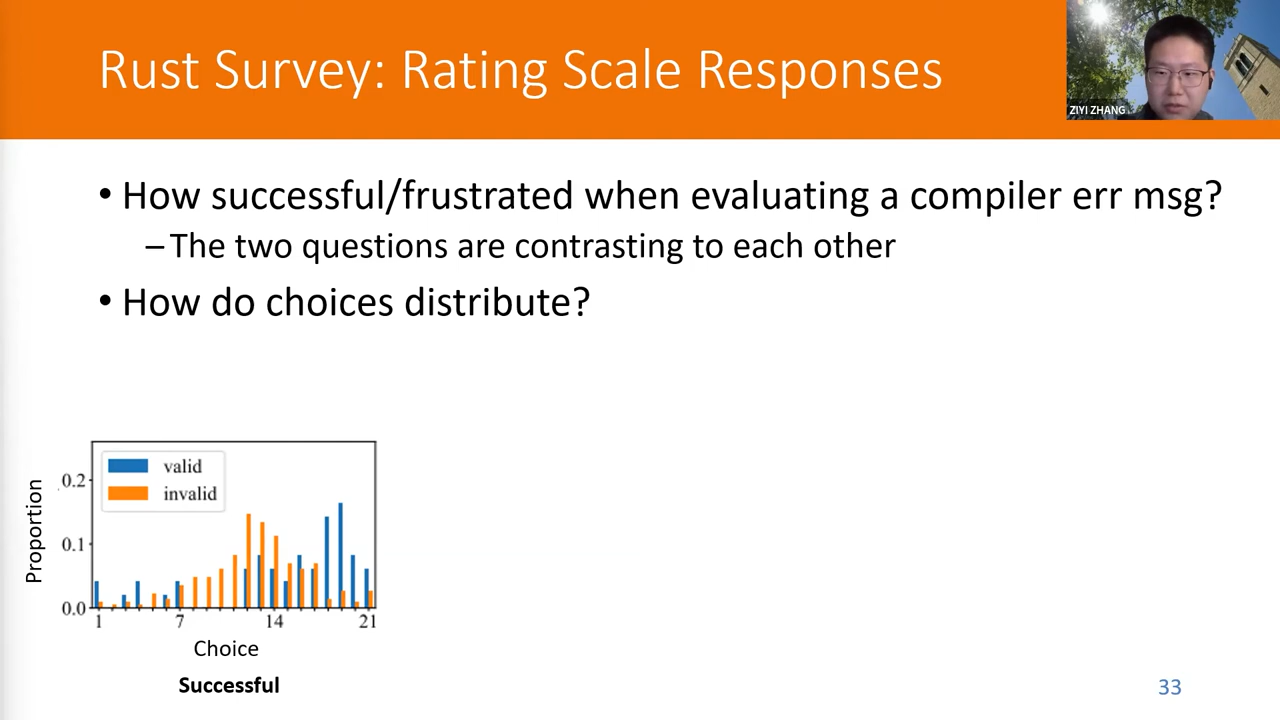 Rust Survey: Rating Scale Responses
ZIYI ZHANG
• How successful/frustrated when evaluating a compiler err msg?
– The two questions are contrasting to each other
• How do choices distribute?
valid
invalid
Proportion
0.2
0.1
0.0
1 7 14 21
Choice
Successful
33